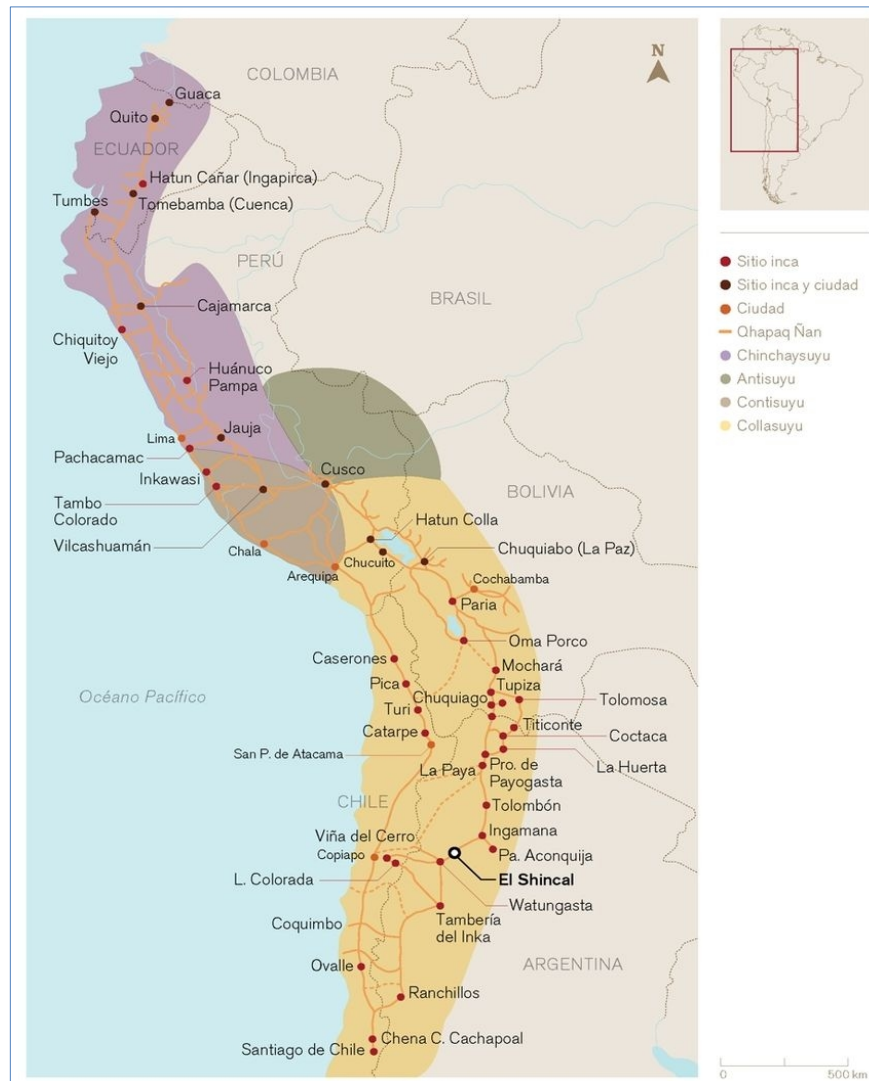 COLOMBIA
N
Guaca
Quito
ECUADOR
Hatun Cañar (Ingapirca)
Tumbes
Tomebamba (Cuenca)
PERÚ
BRASIL
Cajamarca
Chiquitoy
Viejo
Huánuco
Pampa
Jauja
Lima
Pachacamac
Inkawasi
Cusco
Tambo
Colorado
BOLIVIA
Vilcashuamán
Hatun Colla
Chala
Chucuito
Chuquiabo (La Paz)
Arequipa
Cochabamba
Paria
Oma Porco
Caserones
Mochará
Pica
Tupiza
Chuquiago
Tolomosa
Océano Pacífico
Turi
Titiconte
Catarpe
Coctaca
San P. de Atacama
La Huerta
La Paya
Pro. de
Payogasta
CHILE
Tolombón
Viña del Cerro
Ingamana
Copiapo
Pa. Aconquija
L. Colorada
El Shincal
Watungasta
Coquimbo
Tambería
del Inka
Ovalle
ARGENTINA
Ranchillos
Chena C. Cachapoal
Santiago de Chile
Sitio inca
Sitio inca y ciudad
Ciudad
Qhapaq Ñan
Chinchaysuyu
Antisuyu
Contisuyu
Collasuyu
0 500 km